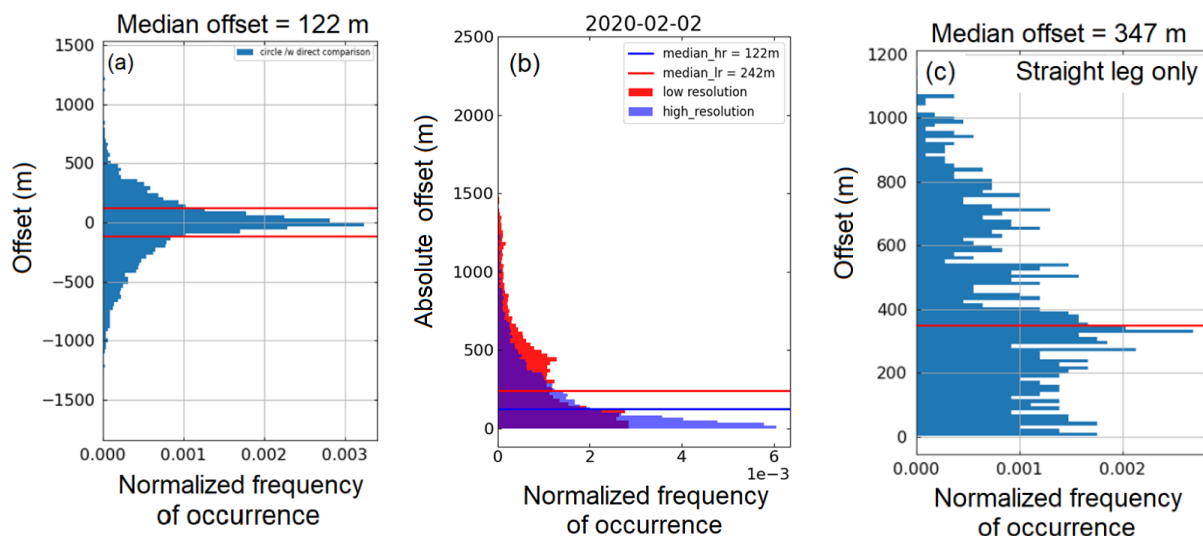 Median offset = 122 m
(a)
circle /w direct comparison
1500
1000
500
0
−500
−1000
−1500
Offset (m)
0.000 0.001 0.002 0.003
Normalized frequency
of occurrence
2020-02-02
(b)
median_hr = 122m
median_lr = 242m
low resolution
high_resolution
2500
2000
1500
1000
500
0
Absolute offset (m)
0 2 4 6
1e−3
Normalized frequency
of occurrence
Median offset = 347 m
(c) Straight leg only
1200
1000
800
600
400
200
0
Offset (m)
0.000 0.001 0.002
Normalized frequency
of occurrence